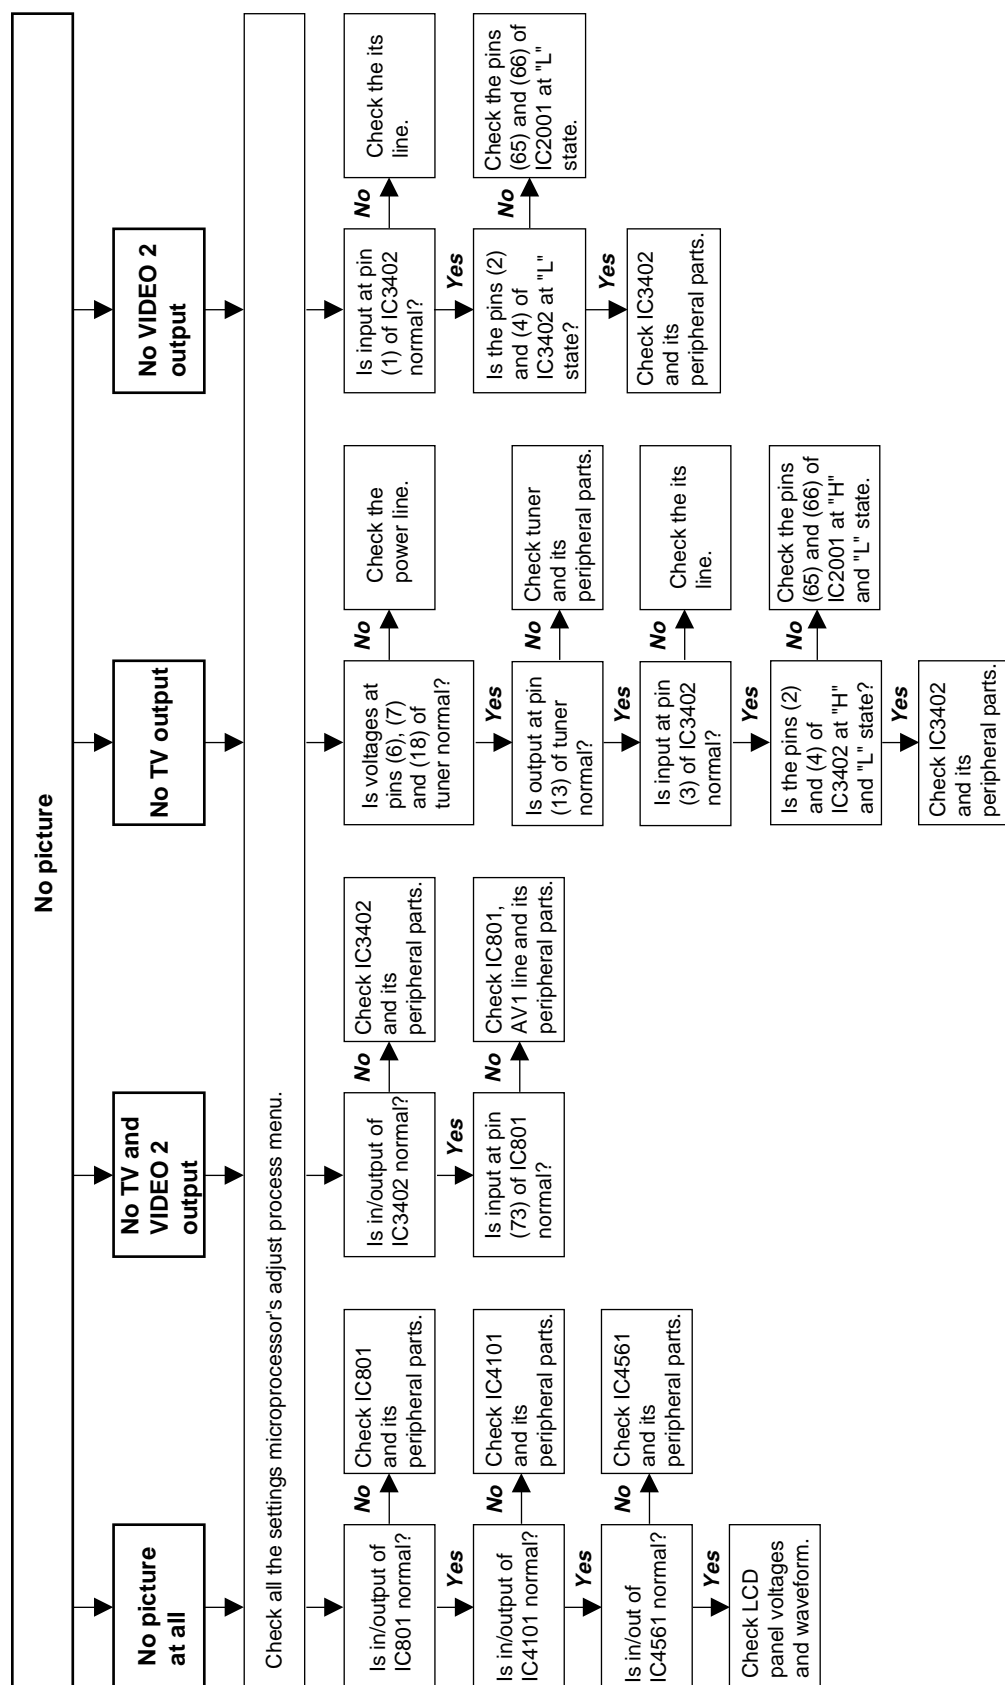 No picture
No picture
at all
No TV and
VIDEO 2
output
No TV output
No VIDEO 2
output
Check all the settings microprocessor's adjust process menu.
Is in/output of
IC801 normal?
No
Check IC801
and its
peripheral parts.
Yes
Is in/output of
IC4101 normal?
No
Check IC4101
and its
peripheral parts.
Yes
Is in/out of
IC4561 normal?
No
Check IC4561
and its
peripheral parts.
Yes
Check LCD
panel voltages
and waveform.
Is in/output of
IC3402 normal?
No
Check IC3402
and its
peripheral parts.
Yes
Is input at pin
(73) of IC801
normal?
No
Check IC801,
AV1 line and its
peripheral parts.
Is voltages at
pins (6), (7)
and (18) of
tuner normal?
No
Check the
power line.
Yes
Is output at pin
(13) of tuner
normal?
No
Check tuner
and its
peripheral parts.
Yes
Is input at pin
(3) of IC3402
normal?
No
Check the its
line.
Yes
Is the pins (2)
and (4) of
IC3402 at "H"
and "L" state?
No
Check the pins
(65) and (66) of
IC2001 at "H"
and "L" state.
Yes
Check IC3402
and its
peripheral parts.
Is input at pin
(1) of IC3402
normal?
No
Check the its
line.
Yes
Is the pins (2)
and (4) of
IC3402 at "L"
state?
No
Check the pins
(65) and (66) of
IC2001 at "L"
state.
Yes
Check IC3402
and its
peripheral parts.